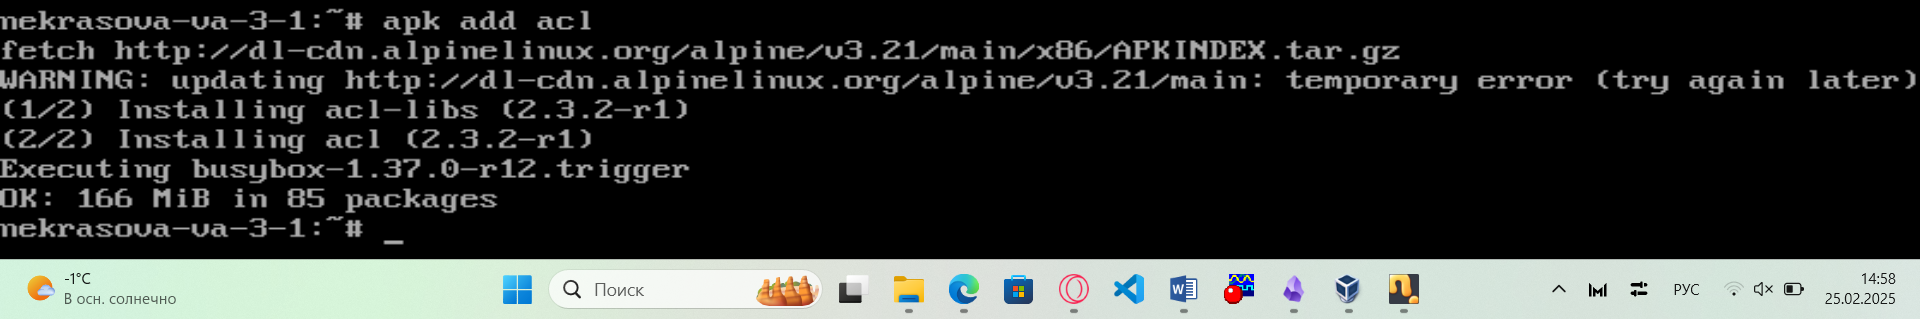 nekrasova-va-3-1:~# apk add acl
fetch http://dl-cdn.alpinelinux.org/alpine/v3.21/main/x86/APKINDEX.tar.gz
WARNING: updating http://dl-cdn.alpinelinux.org/alpine/v3.21/main: temporary error (try again later)
(1/2) Installing acl-libs (2.3.2-r1)
(2/2) Installing acl (2.3.2-r1)
Executing busybox-1.37.0-r12.trigger
OK: 166 MiB in 85 packages
nekrasova-va-3-1:~# _
-1°C
В осн. солнечно
Поиск
РУС
14:58
25.02.2025